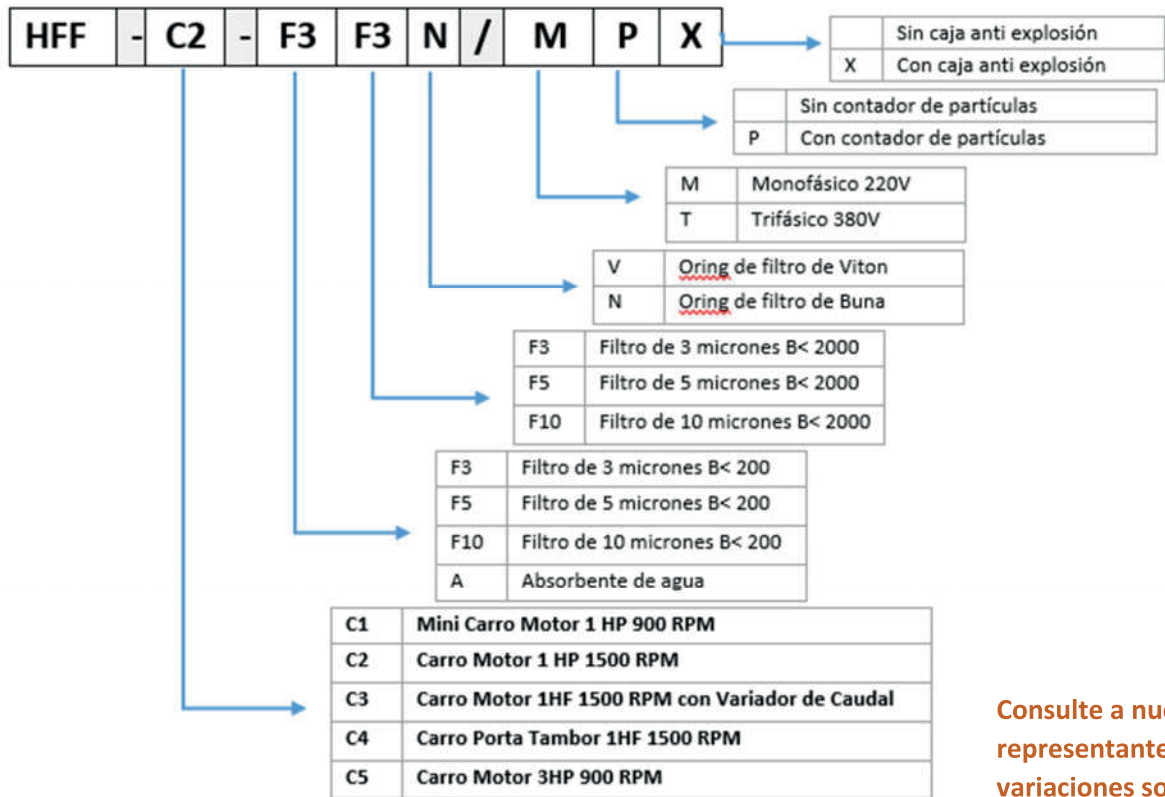 HFF - C2 - F3 F3 N / M P X
Sin caja anti explosión
X Con caja anti explosión
Sin contador de partículas
P Con contador de partículas
M Monofásico 220V
T Trifásico 380V
V Oring de filtro de Viton
N Oring de filtro de Buna
F3 Filtro de 3 micrones B< 2000
F5 Filtro de 5 micrones B< 2000
F10 Filtro de 10 micrones B< 2000
F3 Filtro de 3 micrones B< 200
F5 Filtro de 5 micrones B< 200
F10 Filtro de 10 micrones B< 200
A Absorbente de agua
C1 Mini Carro Motor 1 HP 900 RPM
C2 Carro Motor 1 HP 1500 RPM
C3 Carro Motor 1HF 1500 RPM con Variador de Caudal
C4 Carro Porta Tambor 1HF 1500 RPM
C5 Carro Motor 3HP 900 RPM
Consulte a
representante
variaciones